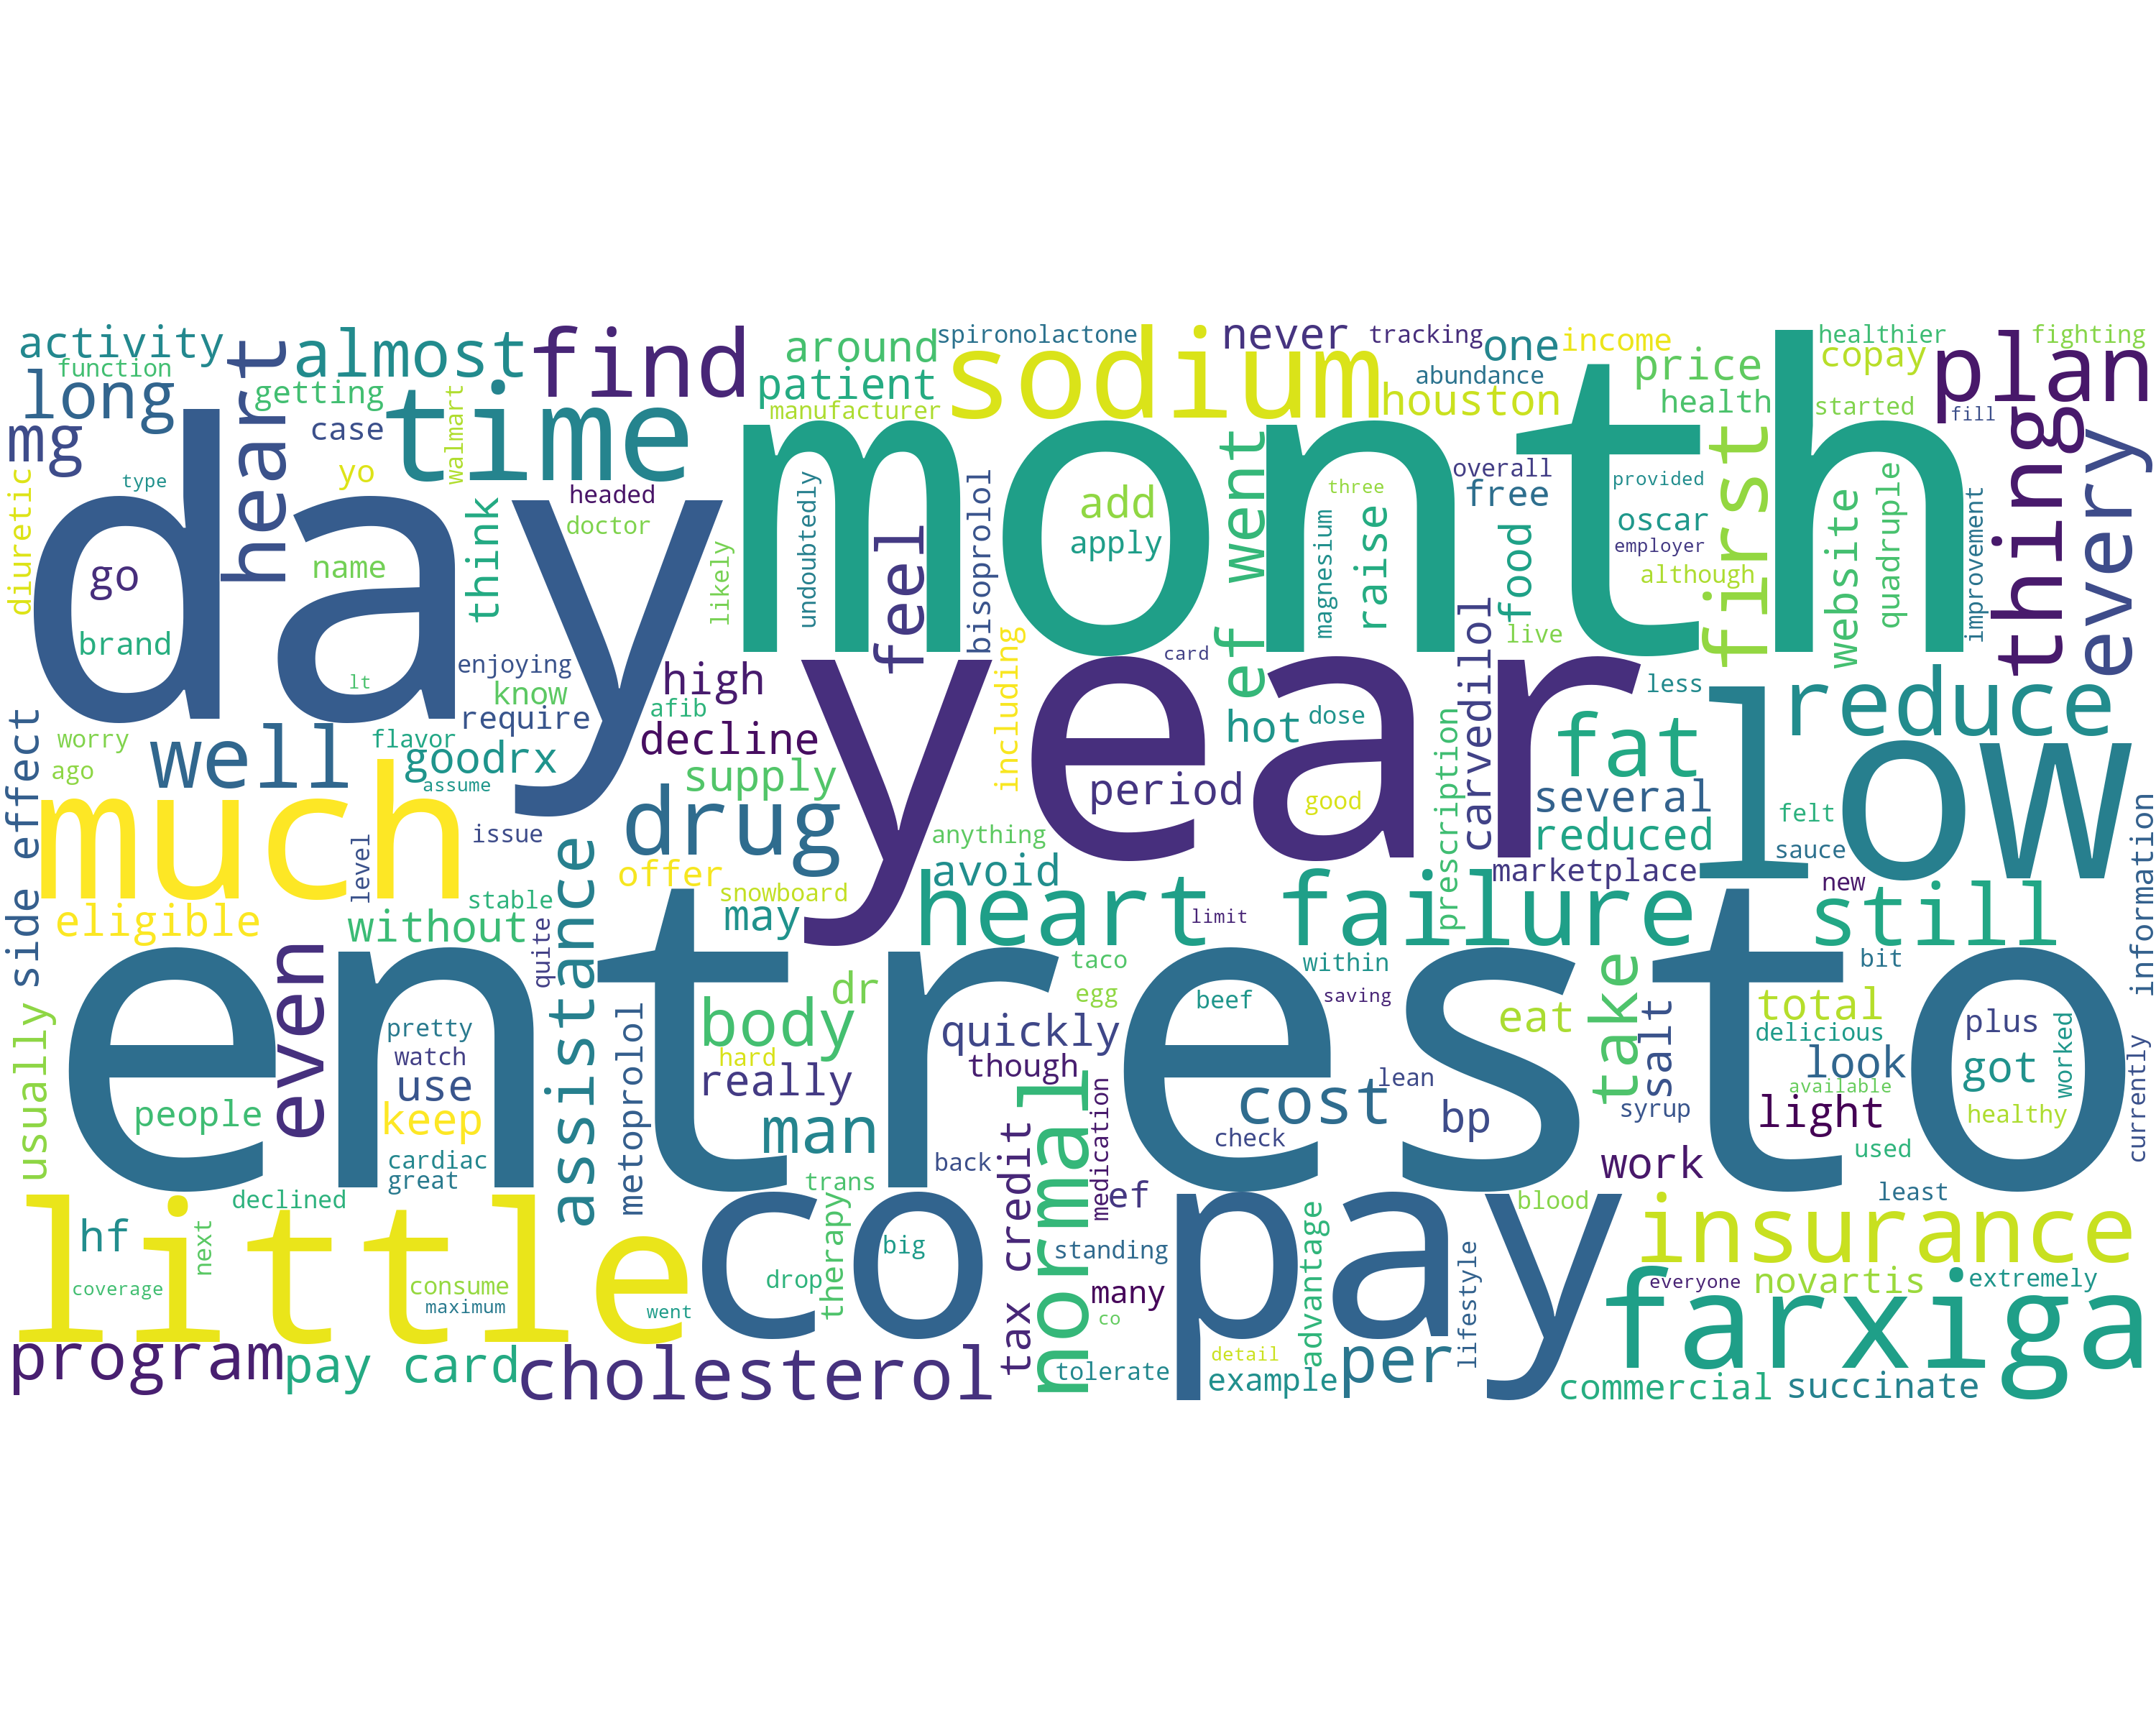 activity
function
long
mg
heart
almost
getting
case
yo
walmart
time
find
around
patient
manufacturer
spironolactone
sodium
never
tracking
houston
one
income
abundance
price
health
healthier
copay
started
fighting
plan
fill
thing
every
diuretic
type
go
brand
name
think
headed
doctor
likely
undoubtedly
feel
bisoprolol
add
apply
ef went
three
magnesium
raise
overall
free
food
provided
oscar
employer
although
first
website
quadruple
improvement
live
day
month
year
low
lt
enjoying
know
require
high
afib
decline
including
card
hot
dose
carvedilol
less
reduce
worry
ago
well
flavor
goodrx
assume
supply
period
good
prescription
fat
several
reduced
felt
sauce
much
side effect
issue
level
drug
anything
avoid
marketplace
new
information
eligible
stable
without
offer
snowboard
may
heart failure
limit
still
even
quite
assistance
entresto
usually
pretty
watch
use
people
keep
cardiac
great
metoprolol
body
dr
hard
really
man
quickly
though
taco
egg
beef
within
saving
cost
lean
bp
check
eat
take
salt
syrup
total
delicious
look
available
light
bit
plus
got
worked
healthy
used
currently
back
medication
normal
tax credit
ef
work
least
declined
hf
next
little
co pay
trans
therapy
big
drop
standing
many
co
advantage
blood
lifestyle
insurance
coverage
consume
maximum
went
everyone
novartis
extremely
farxiga
program
pay card
cholesterol
tolerate
detail
example
per
commercial
succinate